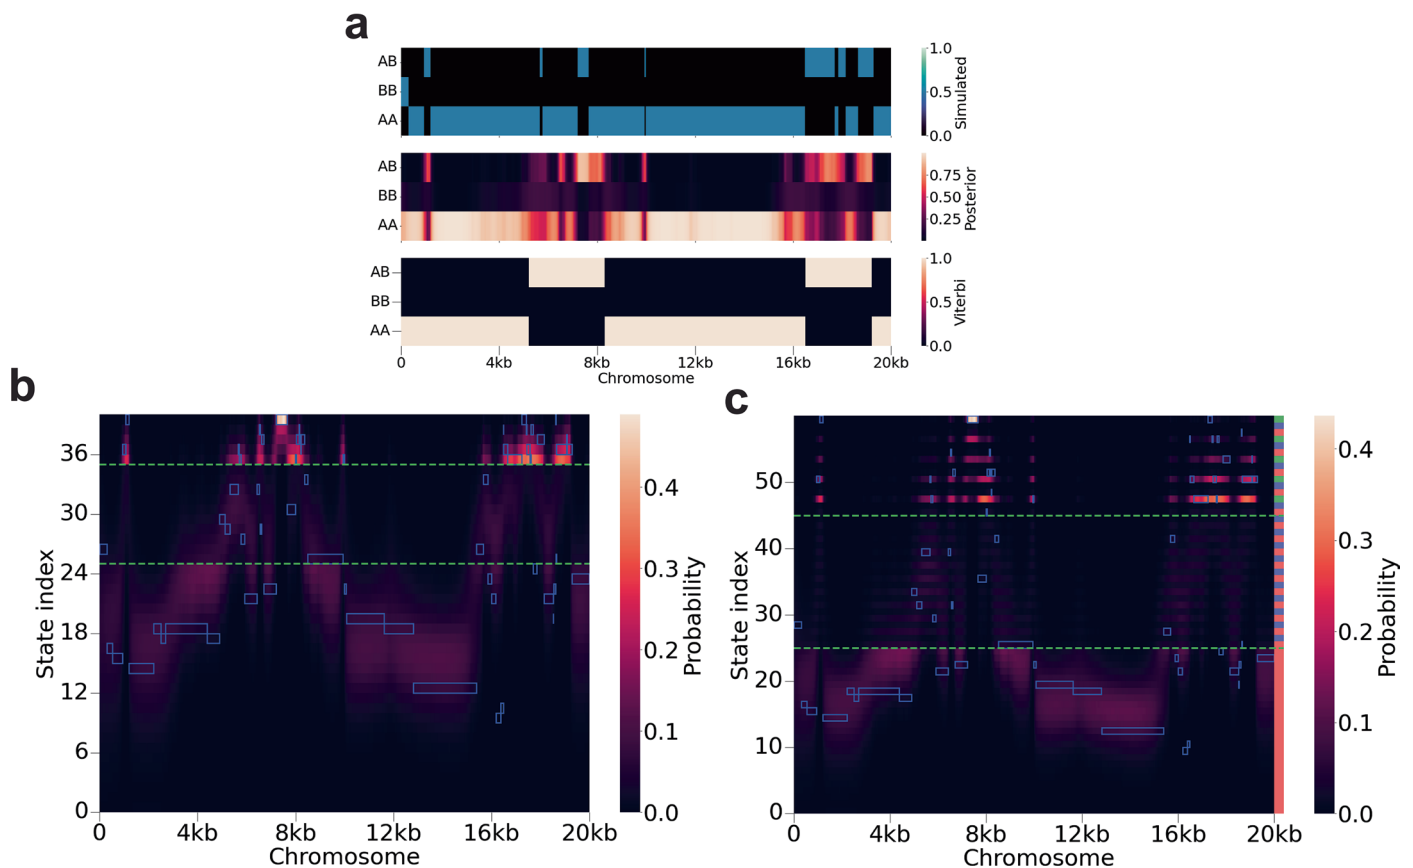 a
AB
BB
AA
1.0
0.5
0.0
Simulated
AB
BB
AA
0.75
0.50
0.25
Posterior
AB
BB
AA
1.0
0.5
0.0
Viterbi
0 4kb 8kb 12kb 16kb 20kb
Chromosome
b
36
30
24
18
12
6
0
State index
0 4kb 8kb 12kb 16kb 20kb
Chromosome
0.4
0.3
0.2
0.1
0.0
Probability
c
50
40
30
20
10
0
State index
0 4kb 8kb 12kb 16kb 20kb
Chromosome
0.4
0.3
0.2
0.1
0.0
Probability